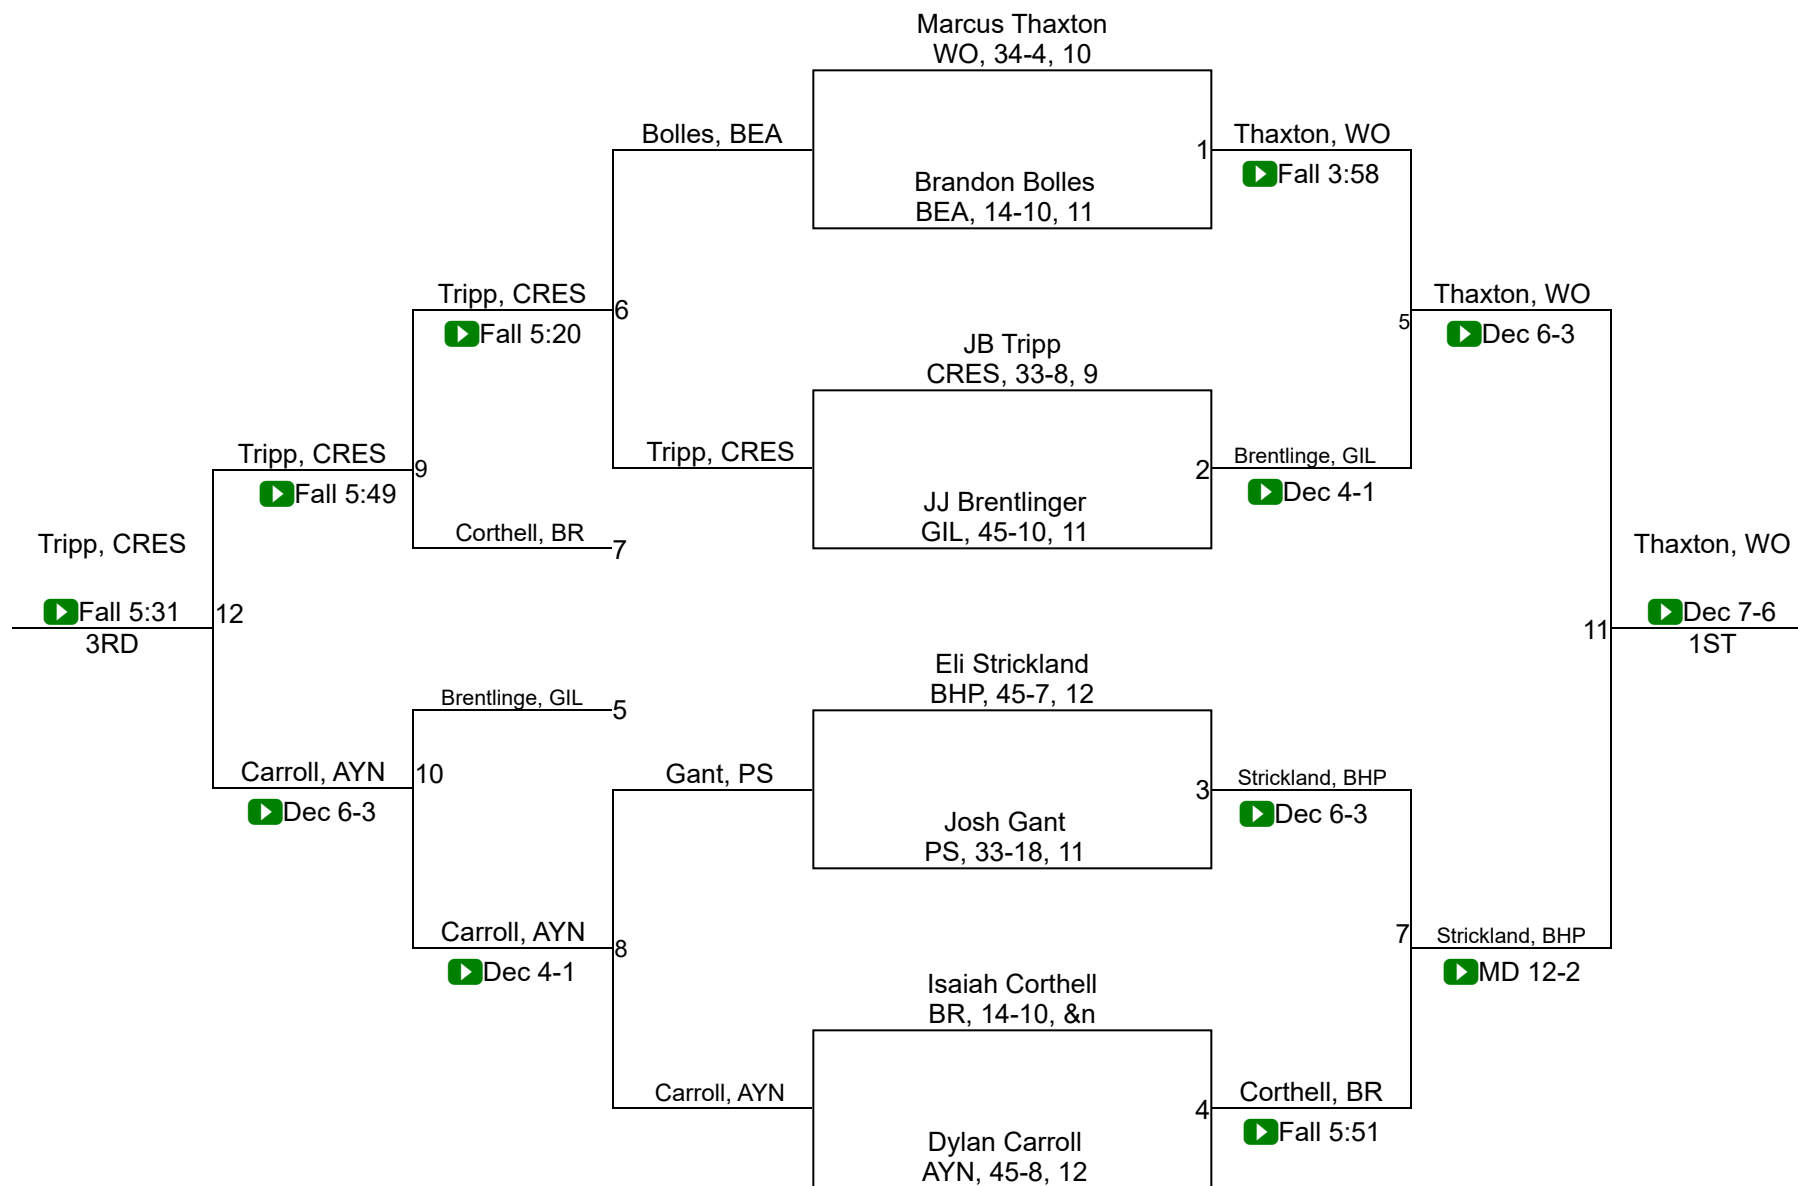 Marcus Thaxton
WO, 34-4, 10
Bolles, BEA
1
Thaxton, WO
Fall 3:58
Brandon Bolles
BEA, 14-10, 11
Tripp, CRES
6
Fall 5:20
Thaxton, WO
5
Dec 6-3
JB Tripp
CRES, 33-8, 9
Tripp, CRES
9
Fall 5:49
Tripp, CRES
2
Brentlinge, GIL
Dec 4-1
JJ Brentlinger
GIL, 45-10, 11
Corthell, BR
7
Tripp, CRES
Fall 5:31
12
3RD
Thaxton, WO
Dec 7-6
11
1ST
Eli Strickland
BHP, 45-7, 12
Brentlinge, GIL
5
Carroll, AYN
10
Dec 6-3
Gant, PS
3
Strickland, BHP
Dec 6-3
Josh Gant
PS, 33-18, 11
Carroll, AYN
8
Dec 4-1
7
Strickland, BHP
MD 12-2
Isaiah Corthell
BR, 14-10, &n
Carroll, AYN
4
Corthell, BR
Fall 5:51
Dylan Carroll
AYN, 45-8, 12